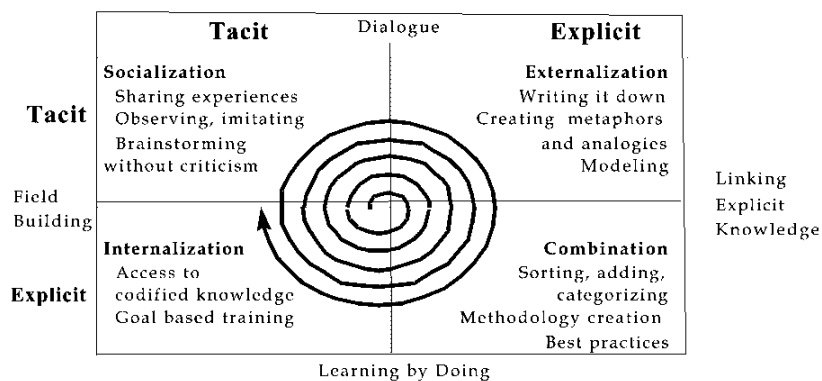 Tacit
Dialogue
Explicit
Socialization
Sharing experiences
Observing, imitating
Brainstorming
without criticism
Externalization
Writing it down
Creating metaphors
and analogies
Modeling
Tacit
Field
Building
Linking
Explicit
Knowledge
Internalization
Access to
codified knowledge
Goal based training
Combination
Sorting, adding,
categorizing
Methodology creation
Best practices
Explicit
Learning by Doing